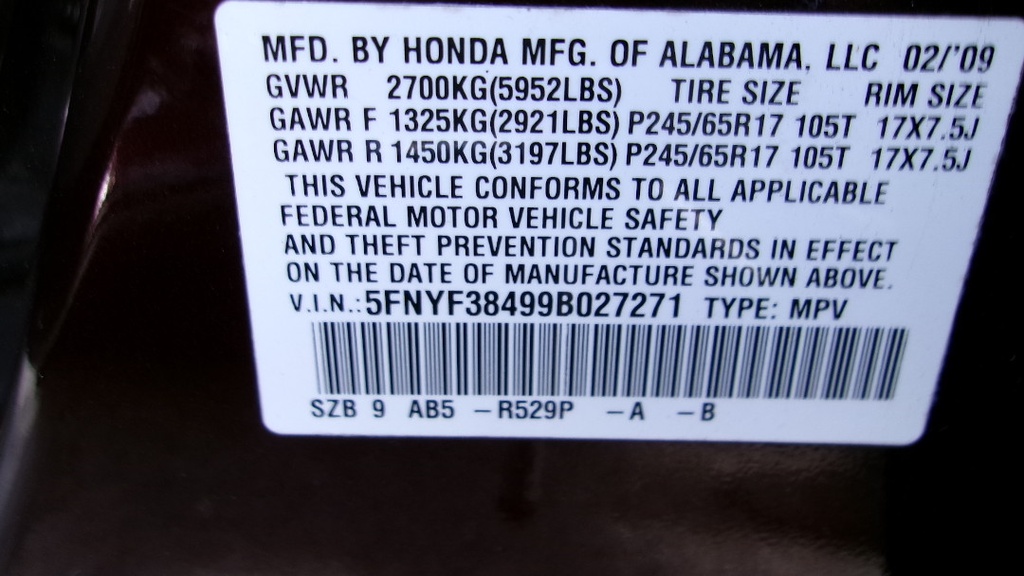 MFD. BY HONDA MFG. OF ALABAMA, LLC 02/'09
GVWR 2700KG(5952LBS) TIRE SIZE RIM SIZE
GAWR F 1325KG(2921LBS) P245/65R17 105T 17X7.5J
GAWR R 1450KG(3197LBS) P245/65R17 105T 17X7.5J
THIS VEHICLE CONFORMS TO ALL APPLICABLE
FEDERAL MOTOR VEHICLE SAFETY
AND THEFT PREVENTION STANDARDS IN EFFECT
ON THE DATE OF MANUFACTURE SHOWN ABOVE.
V.I.N.:5FNYF38499B027271 TYPE: MPV
SZB 9 AB5 -R529P -A -B